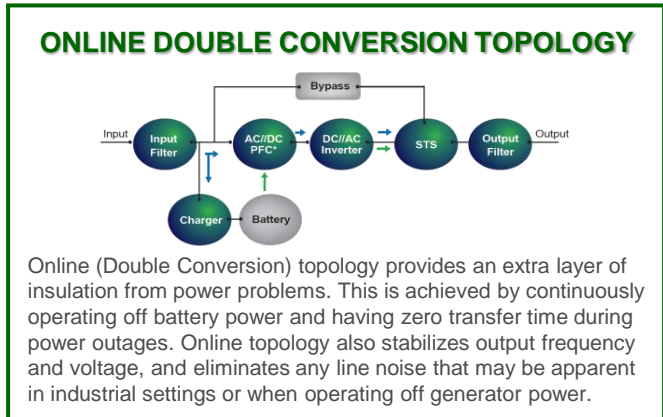 ONLINE DOUBLE CONVERSION TOPOLOGY
Bypass
Input
Input
Filter
AC//DC
PFC*
DC//AC
Inverter
STS
Output
Filter
Output
Charger
Battery
Online (Double Conversion) topology provides an extra layer of
insulation from power problems. This is achieved by continuously
operating off battery power and having zero transfer time during
power outages. Online topology also stabilizes output frequency
and voltage, and eliminates any line noise that may be apparent
in industrial settings or when operating off generator power.